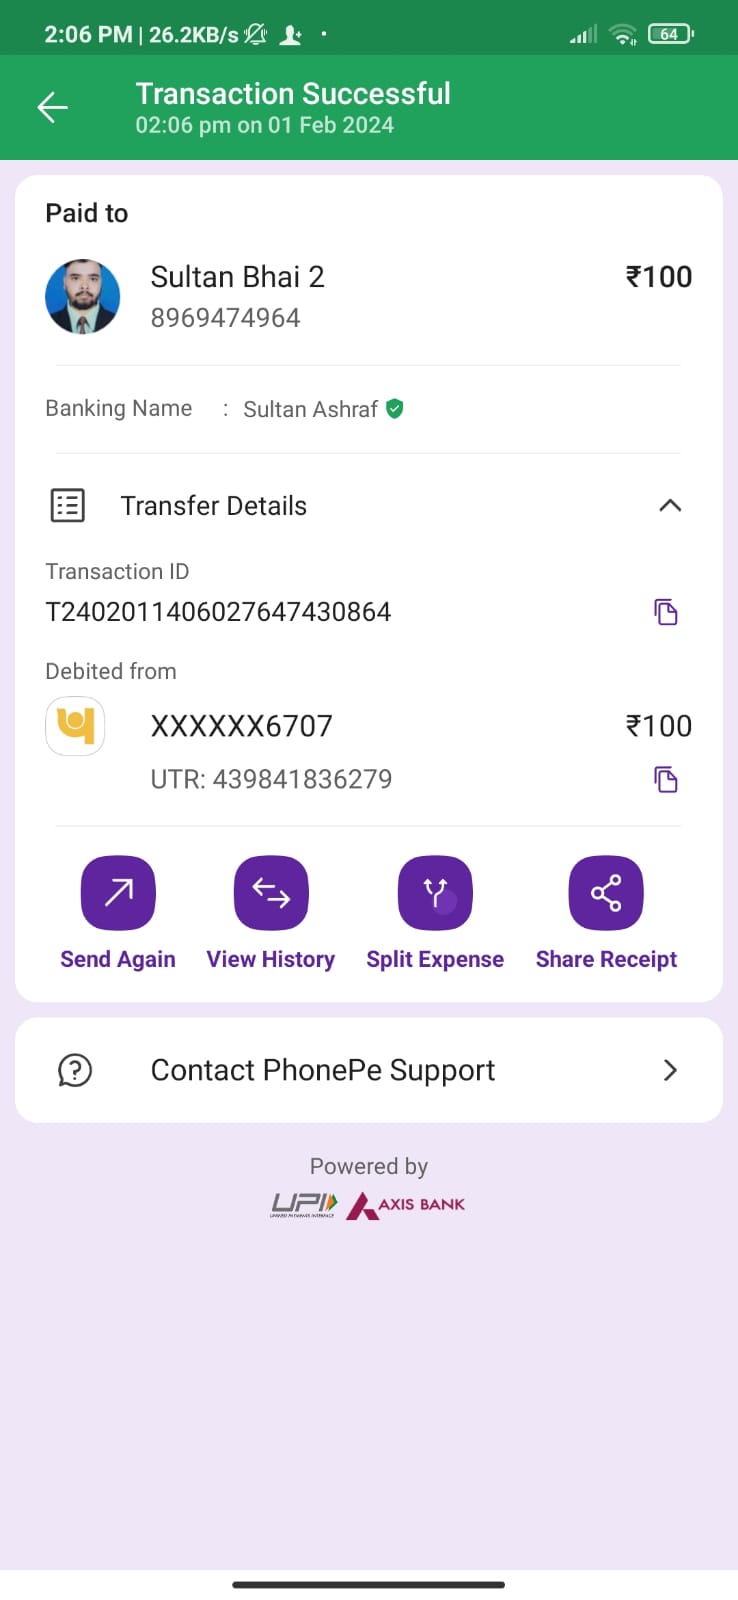 2:06 PM | 26.2KB/s
64
Transaction Successful
02:06 pm on 01 Feb 2024
Paid to
Sultan Bhai 2
₹100
8969474964
Banking Name : Sultan Ashraf
Transfer Details
Transaction ID
T2402011406027647430864
Debited from
XXXXXX6707
₹100
UTR: 439841836279
Send Again
View History
Split Expense
Share Receipt
Contact PhonePe Support
Powered by
UPI
AXIS BANK